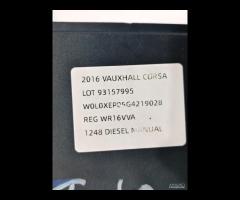 2016 VAUXHALL CORSA
LOT 93157995
W0L0XEP05G4219028
REG WR16VVA
1248 DIESEL MANUAL